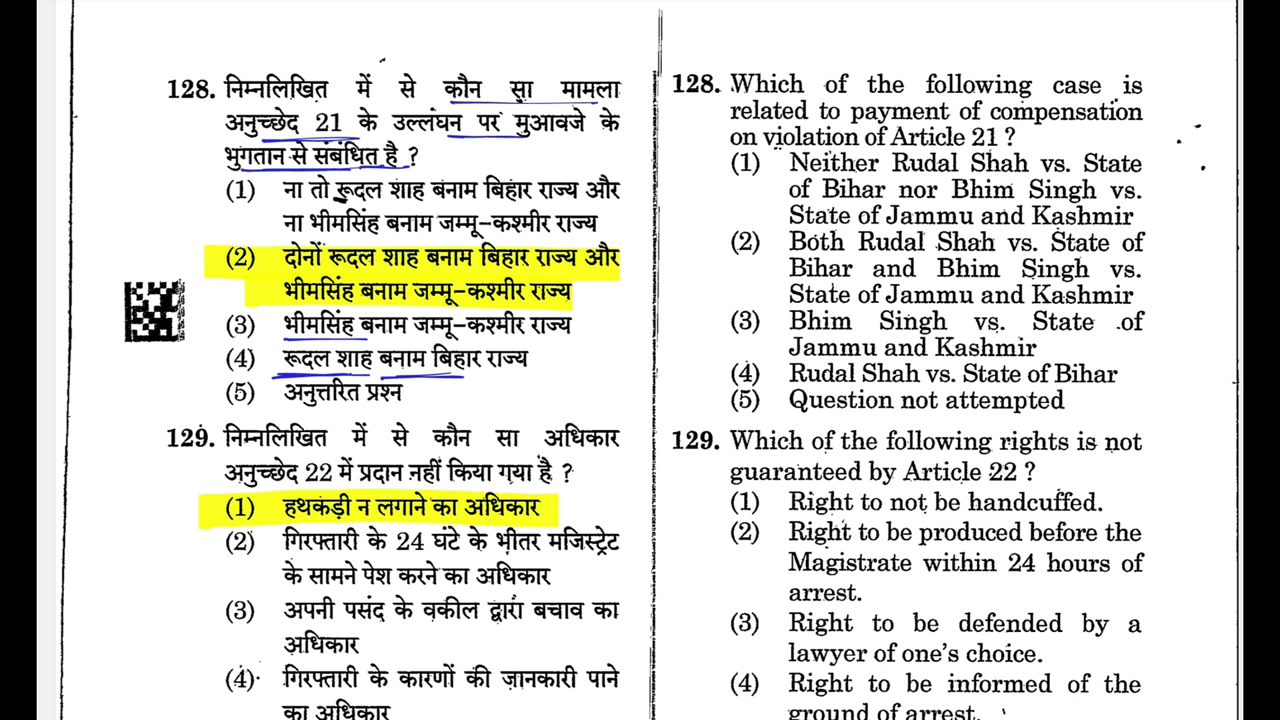 128. निम्नलिखित में से कौन सा मामला
अनुच्छेद 21 के उल्लंघन पर मुआवजे के
भुगतान से संबंधित है ?
(1) ना तो रूदल शाह बनाम बिहार राज्य और
ना भीमसिंह बनाम जम्मू-कश्मीर राज्य
(2) दोनों रूदल शाह बनाम बिहार राज्य और
भीमसिंह बनाम जम्मू-कश्मीर राज्य
(3) भीमसिंह बनाम जम्मू-कश्मीर राज्य
(4) रूदल शाह बनाम बिहार राज्य
(5) अनुत्तरित प्रश्न
129. निम्नलिखित में से कौन सा अधिकार
अनुच्छेद 22 में प्रदान नहीं किया गया है ?
(1) हथकड़ी न लगाने का अधिकार
(2) गिरफ्तारी के 24 घंटे के भीतर मजिस्ट्रेट
के सामने पेश करने का अधिकार
(3) अपनी पसंद के वकील द्वारा बचाव का
अधिकार
(4) गिरफ्तारी के कारणों की जानकारी पाने
का अधिकार
128. Which of the following case is
related to payment of compensation
on violation of Article 21 ?
(1) Neither Rudal Shah vs. State
of Bihar nor Bhim Singh vs.
State of Jammu and Kashmir
(2) Both Rudal Shah vs. State of
Bihar and Bhim Singh vs.
State of Jammu and Kashmir
(3) Bhim Singh vs. State of
Jammu and Kashmir
(4) Rudal Shah vs. State of Bihar
(5) Question not attempted
129. Which of the following rights is not
guaranteed by Article 22 ?
(1) Right to not be handcuffed.
(2) Right to be produced before the
Magistrate within 24 hours of
arrest.
(3) Right to be defended by a
lawyer of one's choice.
(4) Right to be informed of the
ground of arrest.